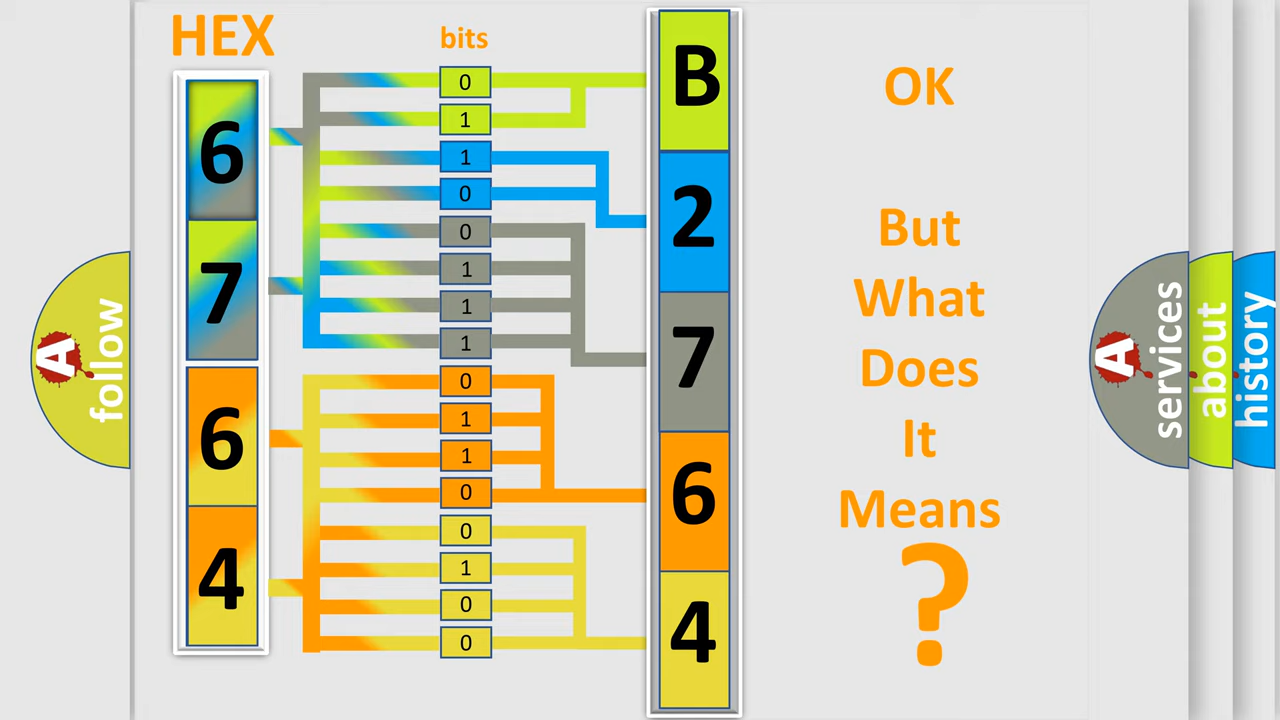 HEX
bits
6
7
6
4
0
1
1
0
0
1
1
1
0
1
1
0
0
1
0
0
B
2
7
6
4
OK
But
What
Does
It
Means
?
A
follow
A
services
about
history